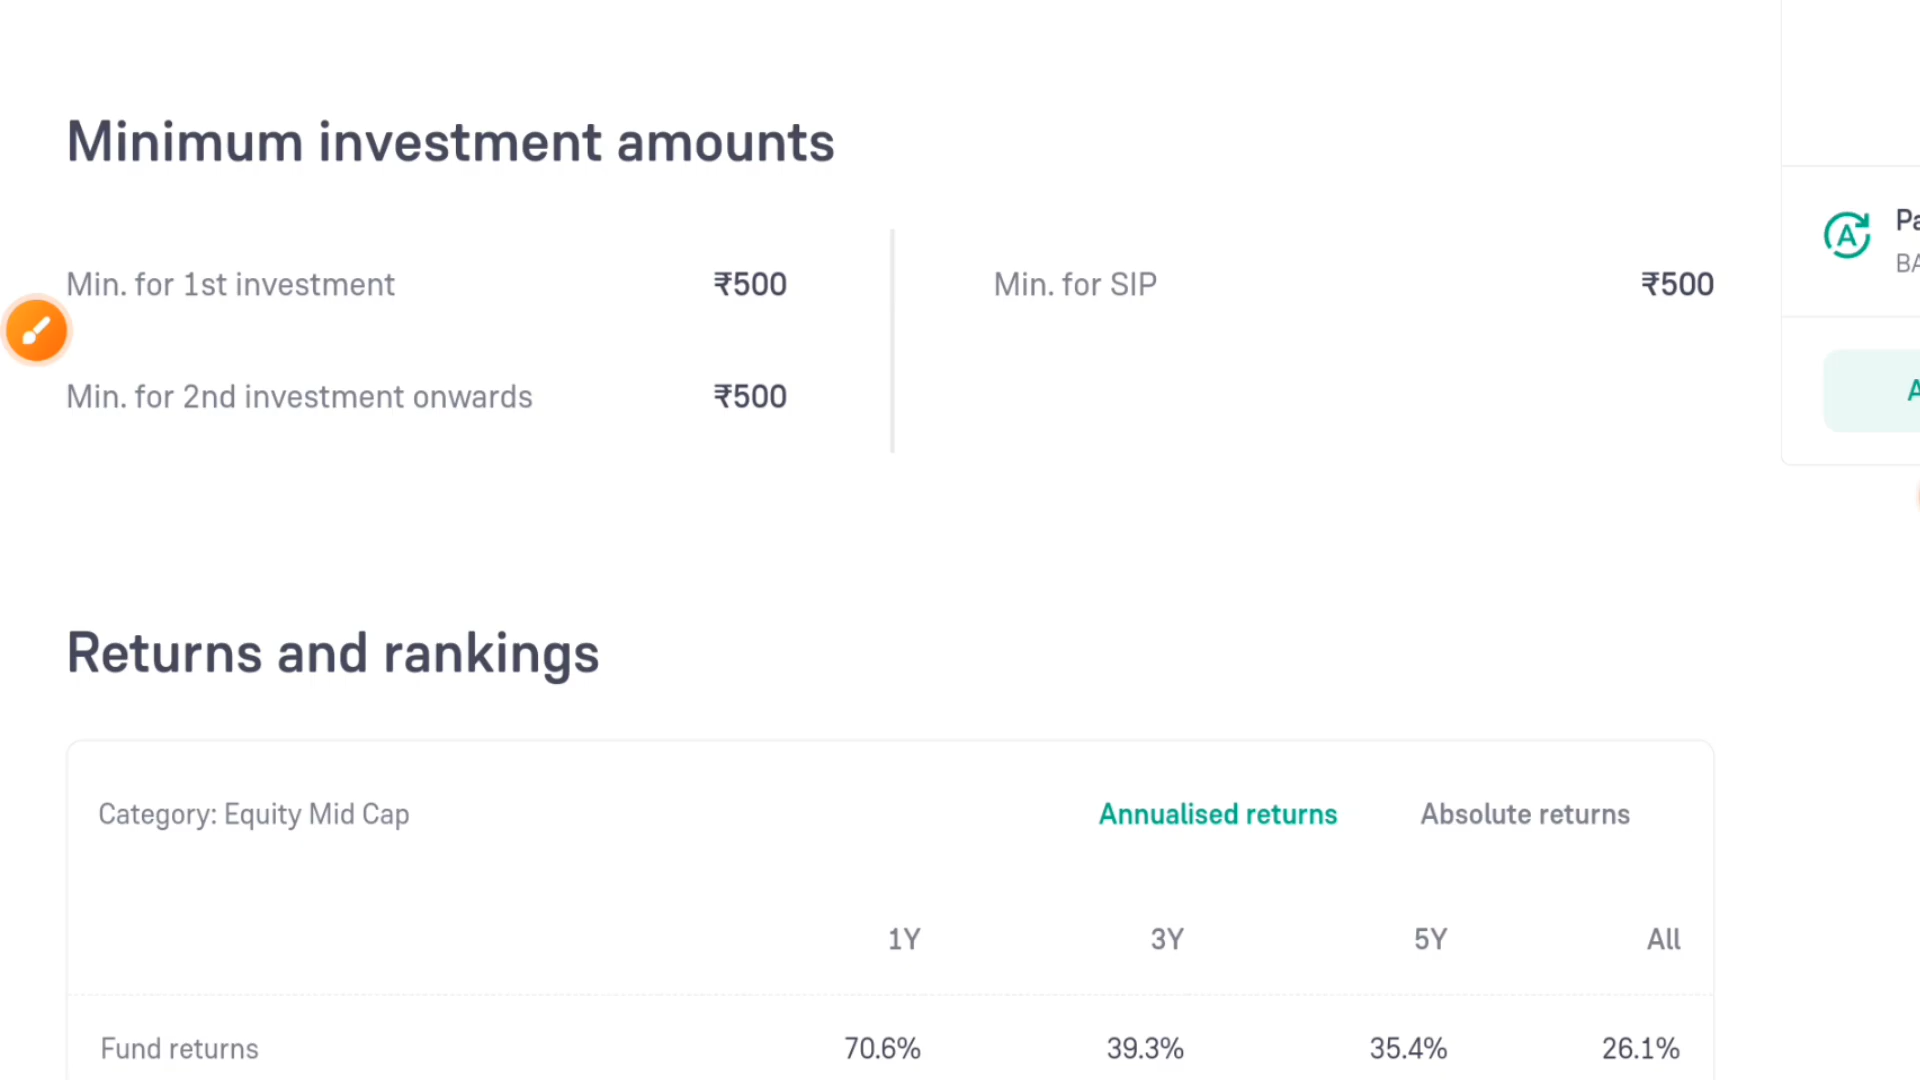 Minimum investment amounts
Min. for 1st investment ₹500
Min. for 2nd investment onwards ₹500
Min. for SIP ₹500
A
Returns and rankings
Category: Equity Mid Cap Annualised returns Absolute returns
1Y 3Y 5Y All
Fund returns 70.6% 39.3% 35.4% 26.1%